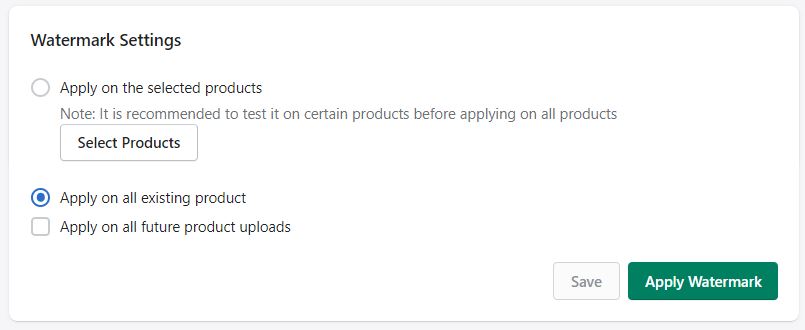 Watermark Settings
Apply on the selected products
Note: It is recommended to test it on certain products before applying on all products
Select Products
Apply on all existing product
Apply on all future product uploads
Save
Apply Watermark